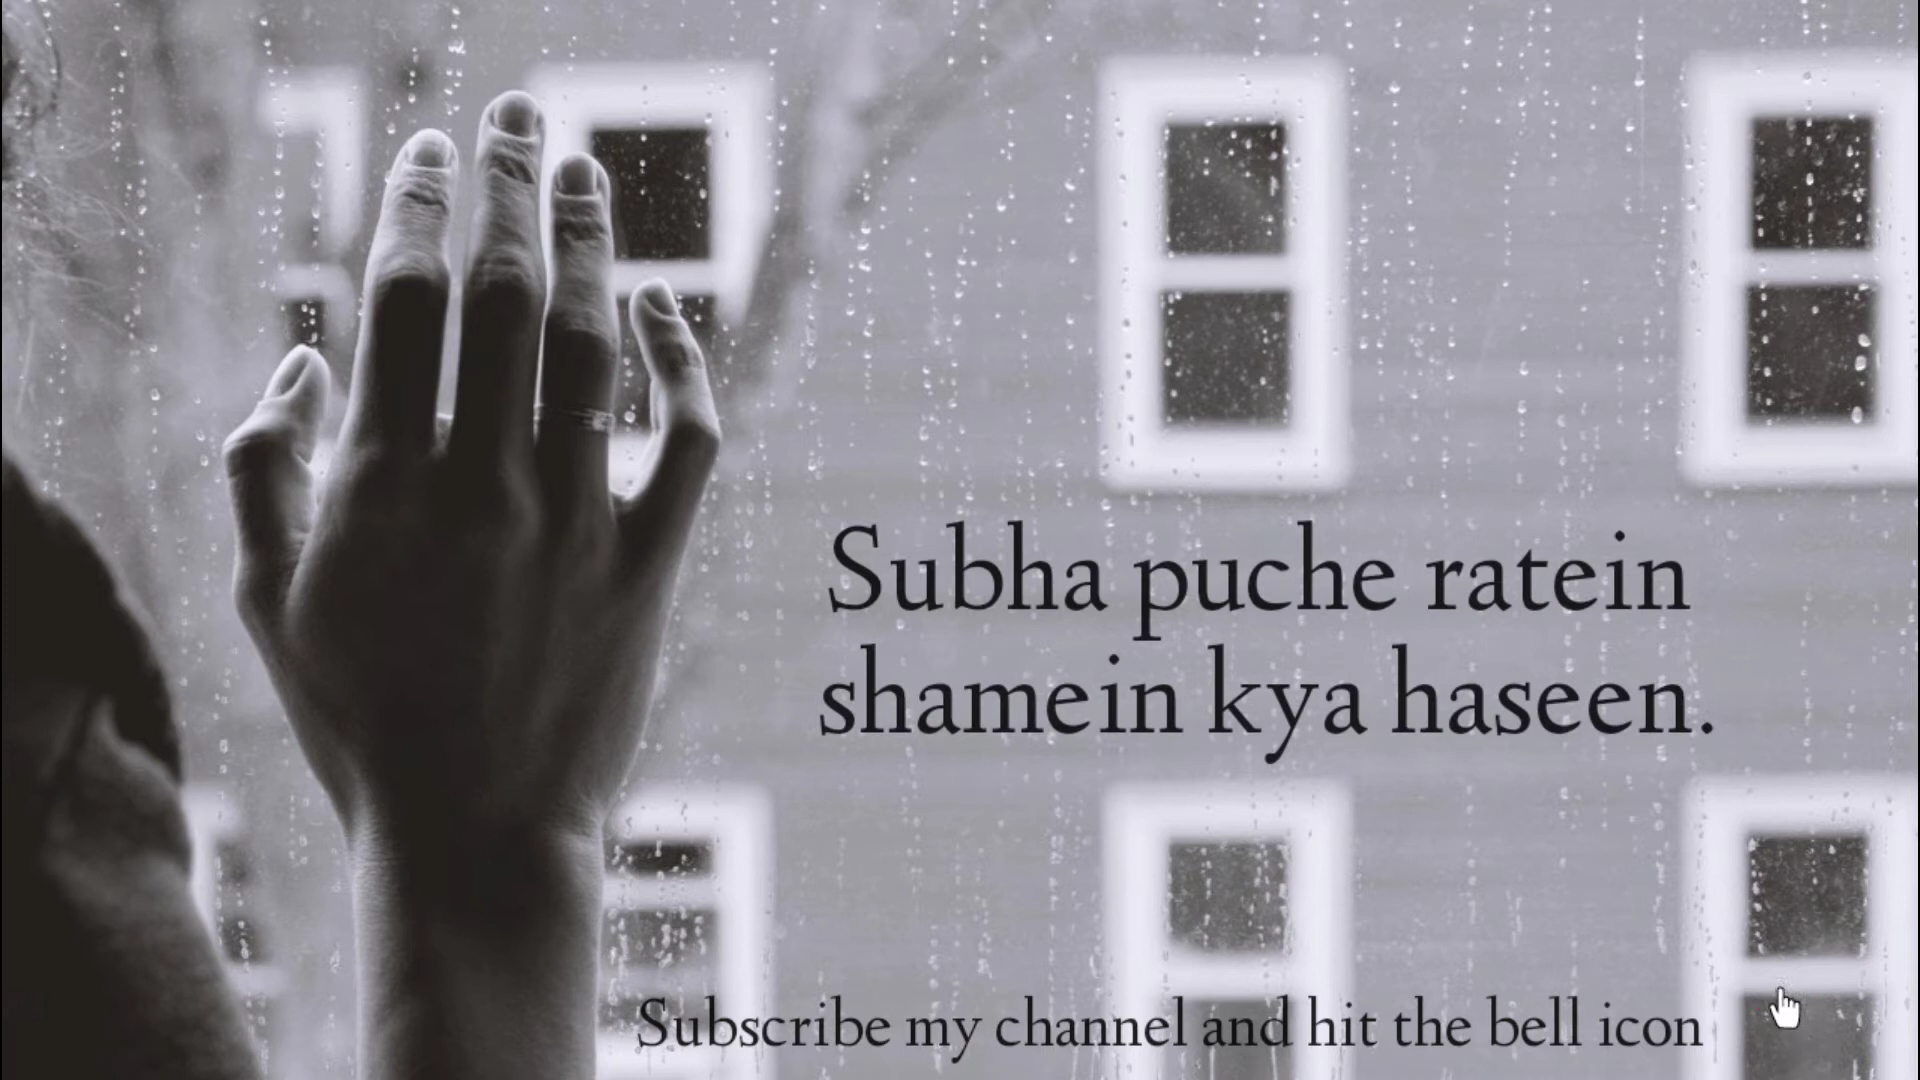 Subha puche ratein
shamein kya haseen.
Subscribe my channel and hit the bell icon